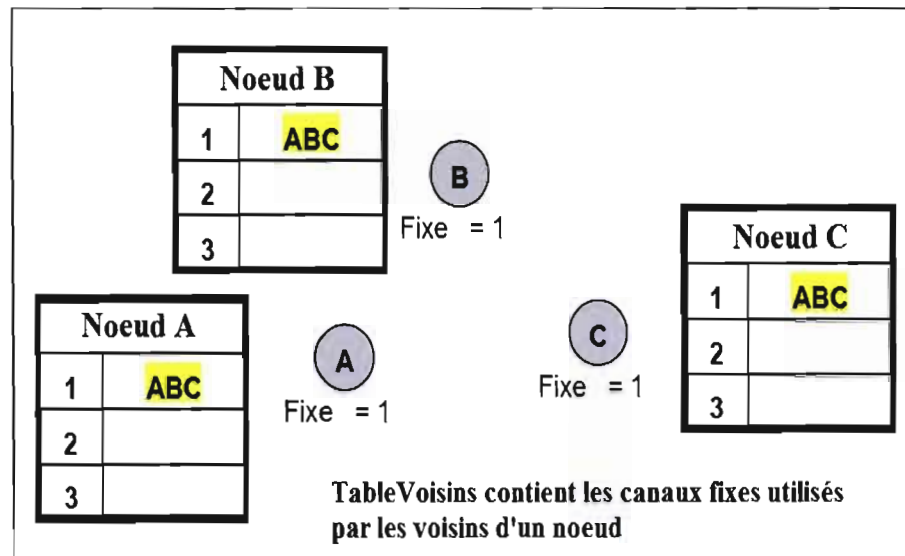 Noeud B
1 ABC
2
3
B
Fixe = 1
Noeud A
1 ABC
2
3
A
Fixe = 1
C
Fixe = 1
Noeud C
1 ABC
2
3
TableVoisins contient les canaux fixes utilisés
par les voisins d'un noeud